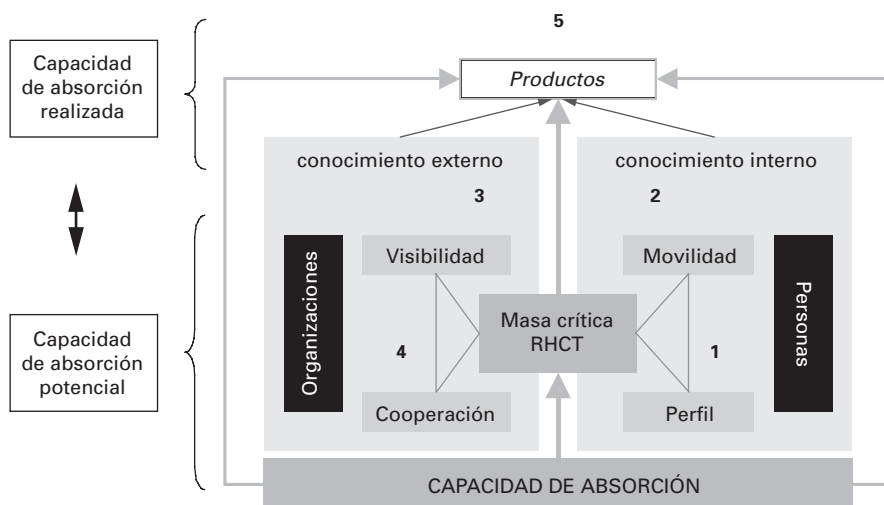 5
Capacidad
de absorción
realizada
Productos
conocimiento externo
conocimiento interno
3
2
Organizaciones
Visibilidad
Movilidad
Personas
Masa crítica
RHCT
Capacidad
de absorción
potencial
4
1
Cooperación
Perfil
CAPACIDAD DE ABSORCIÓN